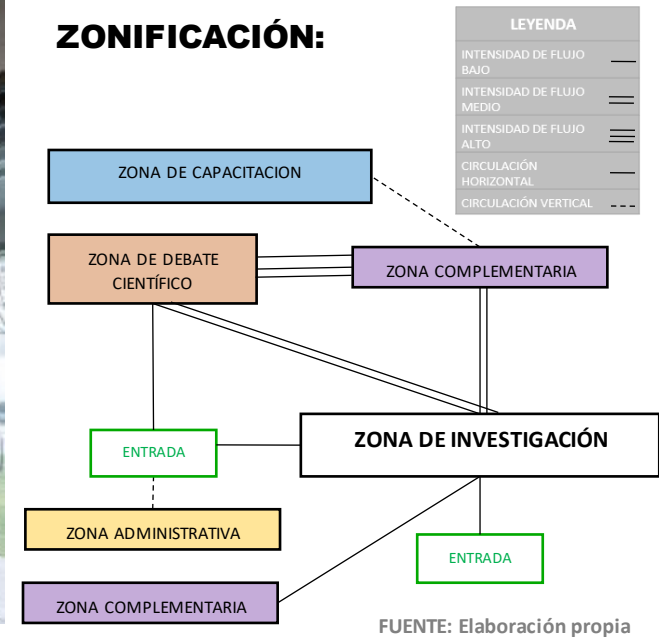 ZONIFICACIÓN:
LEYENDA
INTENSIDAD DE FLUJO
BAJO
INTENSIDAD DE FLUJO
MEDIO
INTENSIDAD DE FLUJO
ALTO
CIRCULACIÓN
HORIZONTAL
CIRCULACIÓN VERTICAL
ZONA DE CAPACITACION
ZONA DE DEBATE
CIENTÍFICO
ZONA COMPLEMENTARIA
ZONA DE INVESTIGACIÓN
ENTRADA
ZONA ADMINISTRATIVA
ENTRADA
ZONA COMPLEMENTARIA
FUENTE: Elaboración propia